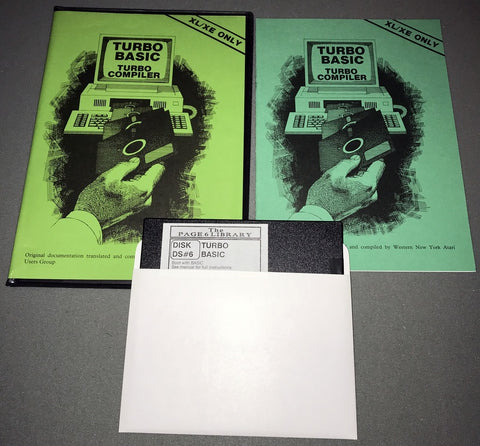 XL/XE ONLY
TURBO
BASIC
TURBO
COMPILER
Original documentation translated and com
Users Group
XL/XE ONLY
TURBO
BASIC
TURBO
COMPILER
and compiled by Western New York Atari
The
PAGE 6 LIBRARY
DISK
DS#6
TURBO
BASIC
Boot with BASIC
See manual for full instructions